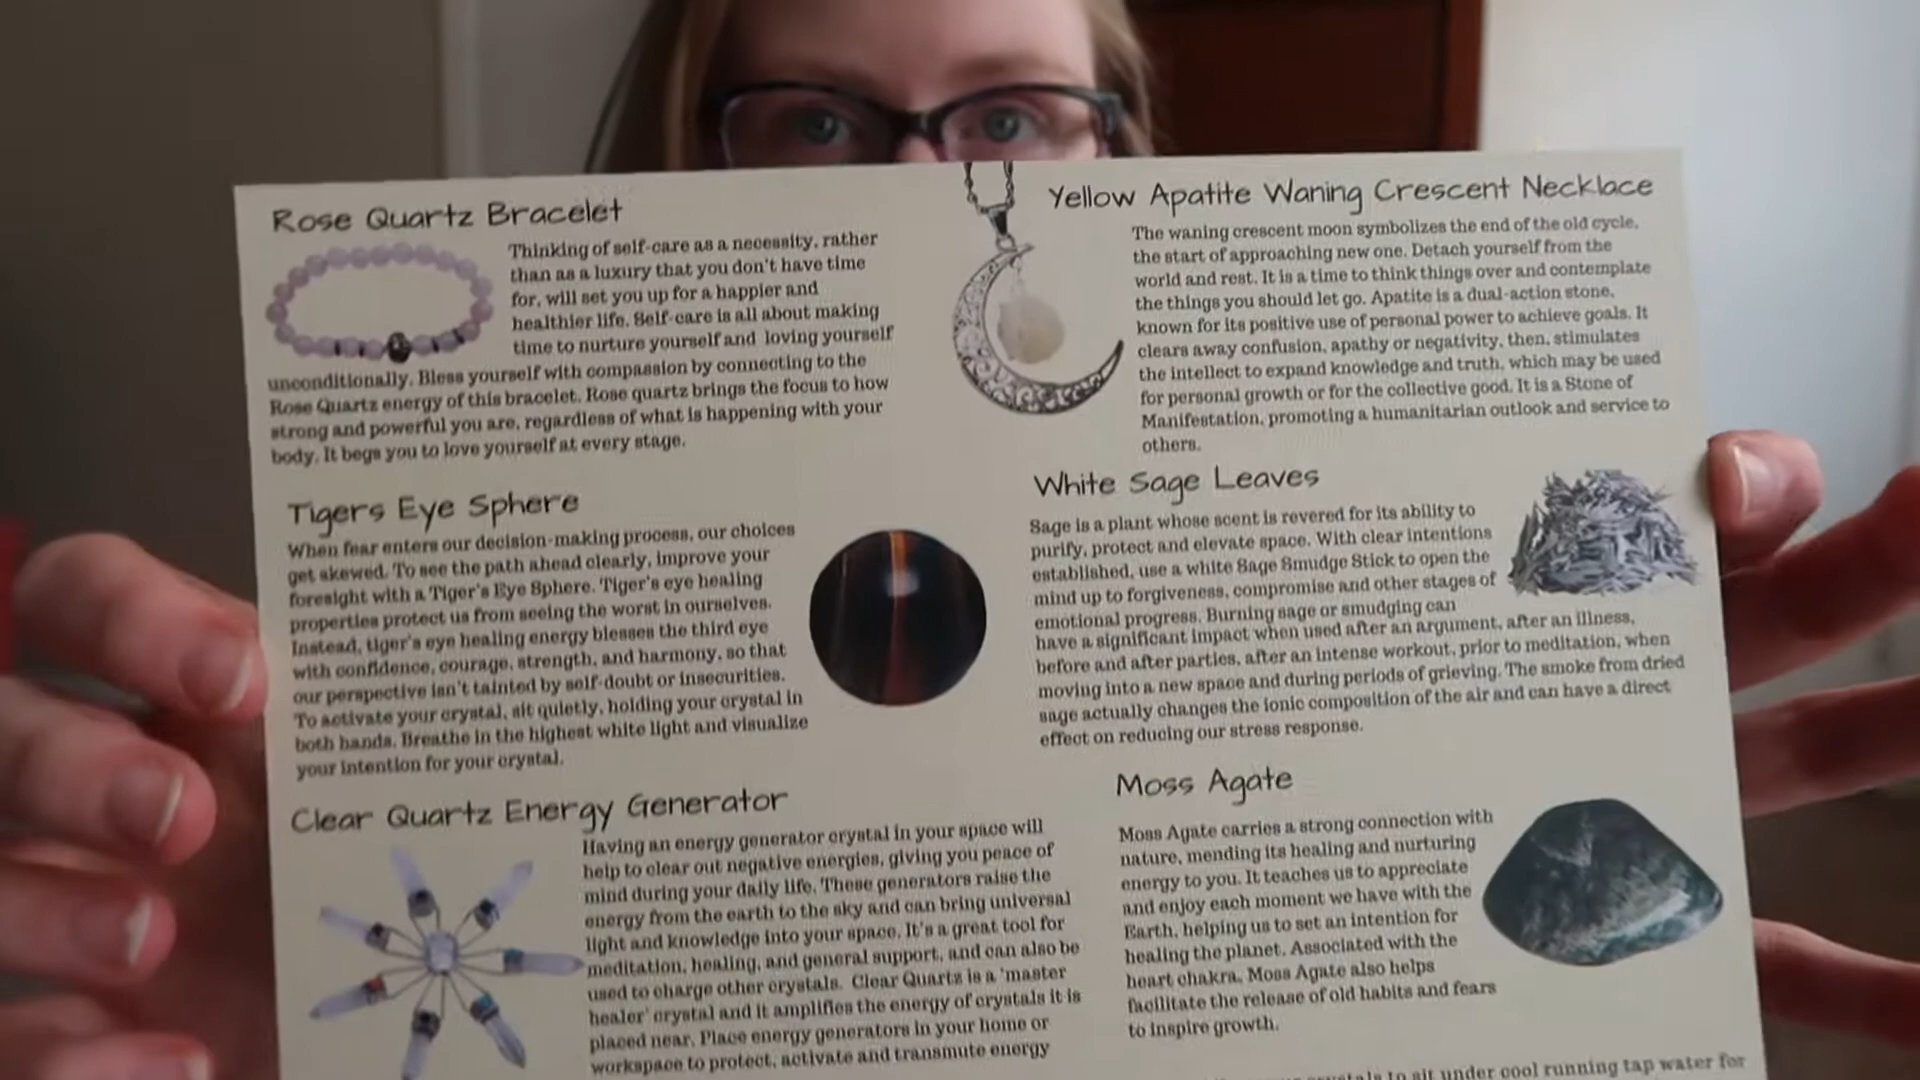 Rose Quartz Bracelet
Thinking of self-care as a necessity, rather
than as a luxury that you don't have time
for, will set you up for a happier and
healthier life. Self-care is all about making
time to nurture yourself and loving yourself
unconditionally. Bless yourself with compassion by connecting to the
Rose Quartz energy of this bracelet. Rose quartz brings the focus to how
strong and powerful you are, regardless of what is happening with your
body. It begs you to love yourself at every stage.
Yellow Apatite Waning Crescent Necklace
The waning crescent moon symbolizes the end of the old cycle,
the start of approaching new one. Detach yourself from the
world and rest. It is a time to think things over and contemplate
the things you should let go. Apatite is a dual-action stone,
known for its positive use of personal power to achieve goals. It
clears away confusion, apathy or negativity, then, stimulates
the intellect to expand knowledge and truth, which may be used
for personal growth or for the collective good. It is a Stone of
Manifestation, promoting a humanitarian outlook and service to
others.
Tigers Eye Sphere
When fear enters our decision-making process, our choices
get skewed. To see the path ahead clearly, improve your
foresight with a Tiger's Eye Sphere. Tiger's eye healing
properties protect us from seeing the worst in ourselves.
Instead, tiger's eye healing energy blesses the third eye
with confidence, courage, strength, and harmony, so that
our perspective isn't tainted by self-doubt or insecurities.
To activate your crystal, sit quietly, holding your crystal in
both hands. Breathe in the highest white light and visualize
your intention for your crystal.
White Sage Leaves
Sage is a plant whose scent is revered for its ability to
purify, protect and elevate space. With clear intentions
established, use a white Sage Smudge Stick to open the
mind up to forgiveness, compromise and other stages of
emotional progress. Burning sage or smudging can
have a significant impact when used after an argument, after an illness,
before and after parties, after an intense workout, prior to meditation, when
moving into a new space and during periods of grieving. The smoke from dried
sage actually changes the ionic composition of the air and can have a direct
effect on reducing our stress response.
Clear Quartz Energy Generator
Having an energy generator crystal in your space will
help to clear out negative energies, giving you peace of
mind during your daily life. These generators raise the
energy from the earth to the sky and can bring universal
light and knowledge into your space. It's a great tool for
meditation, healing, and general support, and can also be
used to charge other crystals. Clear Quartz is a 'master
healer' crystal and it amplifies the energy of crystals it is
placed near. Place energy generators in your home or
workspace to protect, activate and transmute energy
Moss Agate
Moss Agate carries a strong connection with
nature, mending its healing and nurturing
energy to you. It teaches us to appreciate
and enjoy each moment we have with the
Earth, helping us to set an intention for
healing the planet. Associated with the
heart chakra, Moss Agate also helps
facilitate the release of old habits and fears
to inspire growth.
to sit under cool running tap water for